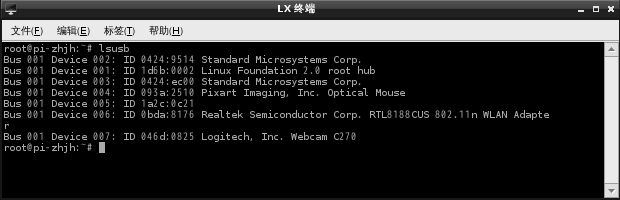 LX 终端
文件(F) 编辑(E) 标签(T) 帮助(H)
root@pi-zhjh:~# lsusb
Bus 001 Device 002: ID 0424:9514 Standard Microsystems Corp.
Bus 001 Device 001: ID 1d6b:0002 Linux Foundation 2.0 root hub
Bus 001 Device 003: ID 0424:ec00 Standard Microsystems Corp.
Bus 001 Device 004: ID 093a:2510 Pixart Imaging, Inc. Optical Mouse
Bus 001 Device 005: ID 1a2c:0c21
Bus 001 Device 006: ID 0bda:8176 Realtek Semiconductor Corp. RTL8188CUS 802.11n WLAN Adapte
r
Bus 001 Device 007: ID 046d:0825 Logitech, Inc. Webcam C270
root@pi-zhjh:~#